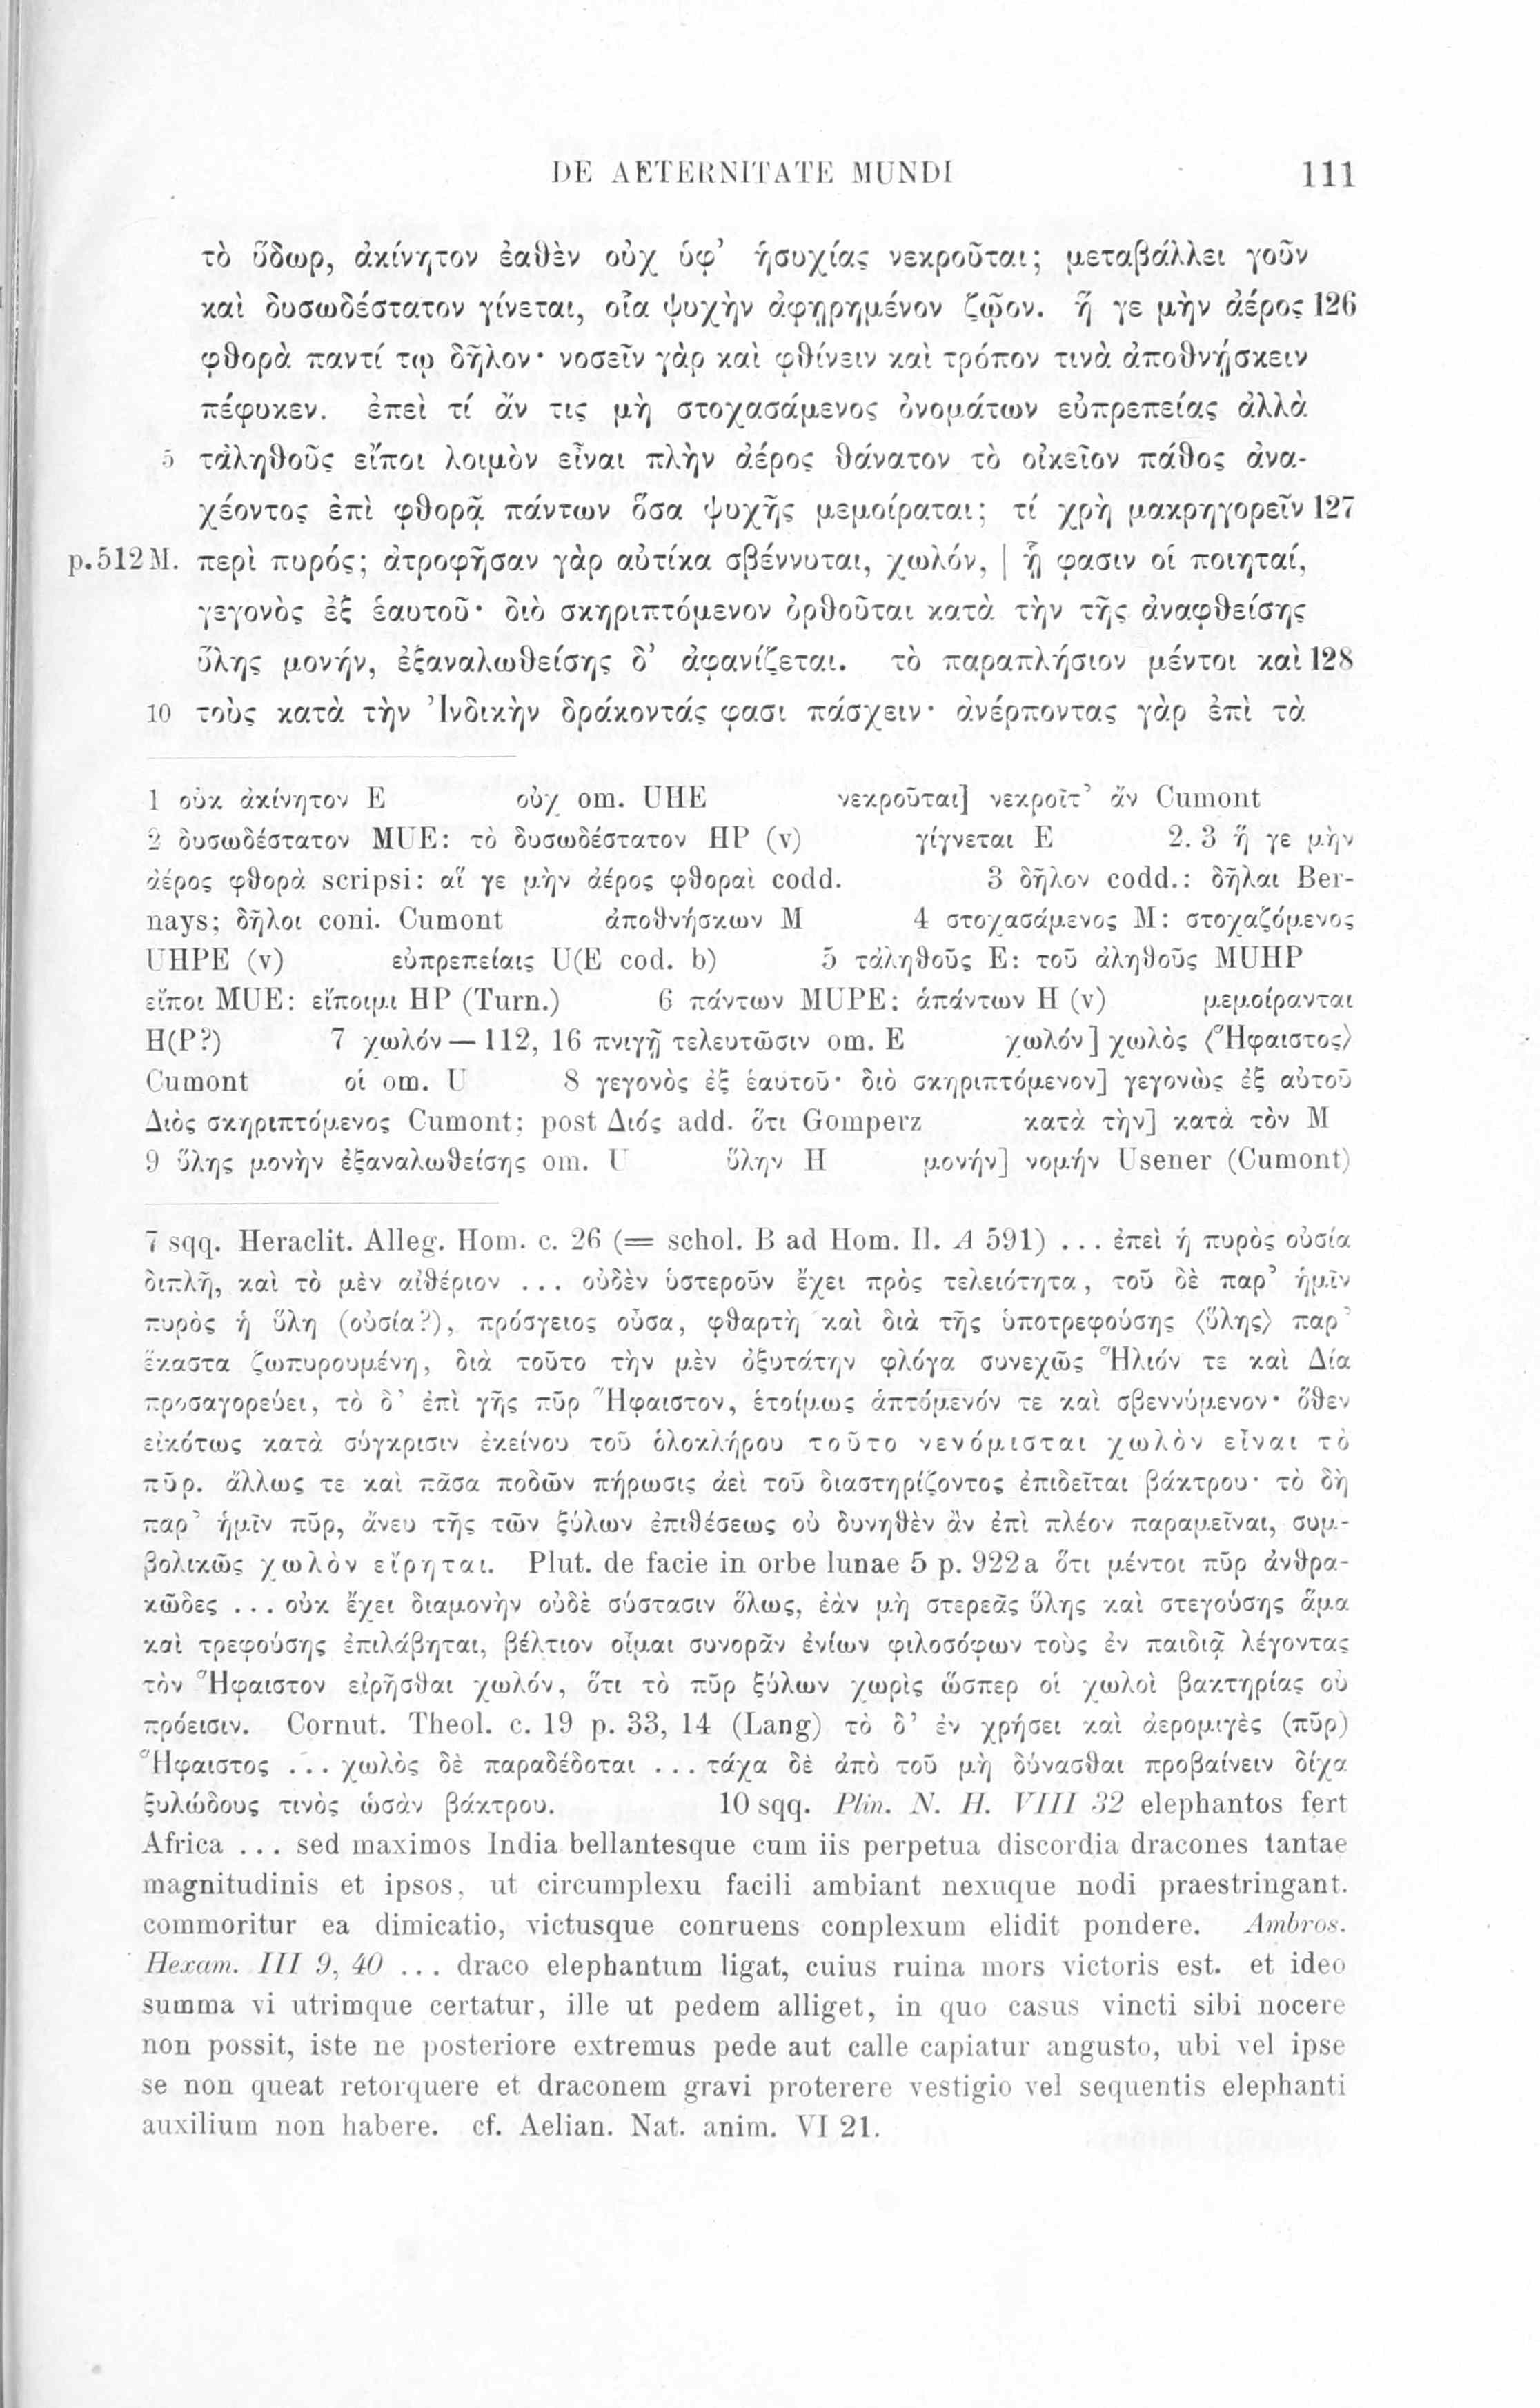 DE AETERNITATE MUNDI 111
τὸ ὕδωρ, ἀκίνητον ἐαθὲν οὐχ ὑφ’ ἡσυχίας νεκροῦται; μεταβάλλει γοῦν
καὶ δυσωδέστατον γίνεται, οἷα ψυχὴν ἀφῃρημένον ζῷον. ἥ γε μὴν ἀέρος 126
φθορὰ παντί τῳ δῆλον· νοσεῖν γὰρ καὶ φθίνειν καὶ τρόπον τινὰ ἀποθνῄσκειν
πέφυκεν. ἐπεὶ τί ἄν τις μὴ στοχασάμενος ὀνομάτων εὐπρεπείας ἀλλὰ
5 τἀληθοῦς εἴποι λοιμὸν εἶναι πλὴν ἀέρος θάνατον τὸ οἰκεῖον πάθος ἀνα-
χέοντος ἐπὶ φθορᾷ πάντων ὅσα ψυχῆς μεμοίραται; τί χρὴ μακρηγορεῖν 127
p. 512 M. περὶ πυρός; ἀτροφῆσαν γὰρ αὐτίκα σβέννυται, χωλόν, | ᾗ φασιν οἱ ποιηταί,
γεγονὸς ἐξ ἑαυτοῦ· διὸ σκηριπτόμενον ὀρθοῦται κατὰ τὴν τῆς ἀναφθείσης
ὕλης μονήν, ἐξαναλωθείσης δ’ ἀφανίζεται. τὸ παραπλήσιον μέντοι καὶ 128
10 τοὺς κατὰ τὴν Ἰνδικὴν δράκοντάς φασι πάσχειν· ἀνέρποντας γὰρ ἐπὶ τὰ
1 οὐκ ἀκίνητον E οὐχ om. UHE νεκροῦται] νεκροῖτ’ ἄν Cumont
2 δυσωδέστατον MUE: τὸ δυσωδέστατον HP (v) γίγνεται E 2. 3 ἥ γε μὴν
ἀέρος φθορὰ scripsi: αἵ γε μὴν ἀέρος φθοραὶ codd. 3 δῆλον codd.: δῆλαι Ber-
nays; δῆλοι coni. Cumont ἀποθνήσκων M 4 στοχασάμενος M: στοχαζόμενος
UHPE (v) εὐπρεπείαις U(E cod. b) 5 τἀληθοῦς E: τοῦ ἀληθοῦς MUHP
εἴποι MUE: εἴποιμι HP (Turn.) 6 πάντων MUPE: ἁπάντων H (v) μεμοίρανται
H(P?) 7 χωλόν — 112, 16 πνιγῇ τελευτῶσιν om. E χωλόν] χωλὸς ⟨Ἥφαιστος⟩
Cumont οἱ om. U 8 γεγονὸς ἐξ ἑαυτοῦ· διὸ σκηριπτόμενον] γεγονὼς ἐξ αὐτοῦ
Διὸς σκηριπτόμενος Cumont; post Διός add. ὅτι Gomperz κατὰ τὴν] κατὰ τὸν M
9 ὕλης μονὴν ἐξαναλωθείσης om. U ὕλην H μονήν] νομήν Usener (Cumont)
7 sqq. Heraclit. Alleg. Hom. c. 26 (= schol. B ad Hom. Il. A 591) ... ἐπεὶ ἡ πυρὸς οὐσία
διπλῆ, καὶ τὸ μὲν αἰθέριον ... οὐδὲν ὑστεροῦν ἔχει πρὸς τελειότητα, τοῦ δὲ παρ’ ἡμῖν
πυρὸς ἡ ὕλη (οὐσία?), πρόσγειος οὖσα, φθαρτὴ καὶ διὰ τῆς ὑποτρεφούσης ⟨ὕλης⟩ παρ’
ἕκαστα ζωπυρουμένη, διὰ τοῦτο τὴν μὲν ὀξυτάτην φλόγα συνεχῶς Ἥλιόν τε καὶ Δία
προσαγορεύει, τὸ δ’ ἐπὶ γῆς πῦρ Ἥφαιστον, ἑτοίμως ἁπτόμενόν τε καὶ σβεννύμενον· ὅθεν
εἰκότως κατὰ σύγκρισιν ἐκείνου τοῦ ὁλοκλήρου τοῦτο νενόμισται χωλὸν εἶναι τὸ
πῦρ. ἄλλως τε καὶ πᾶσα ποδῶν πήρωσις ἀεὶ τοῦ διαστηρίζοντος ἐπιδεῖται βάκτρου· τὸ δὴ
παρ’ ἡμῖν πῦρ, ἄνευ τῆς τῶν ξύλων ἐπιθέσεως οὐ δυνηθὲν ἂν ἐπὶ πλέον παραμεῖναι, συμ-
βολικῶς χωλὸν εἴρηται. Plut. de facie in orbe lunae 5 p. 922a ὅτι μέντοι πῦρ ἀνθρα-
κῶδες ... οὐκ ἔχει διαμονὴν οὐδὲ σύστασιν ὅλως, ἐὰν μὴ στερεᾶς ὕλης καὶ στεγούσης ἅμα
καὶ τρεφούσης ἐπιλάβηται, βέλτιον οἶμαι συνορᾶν ἐνίων φιλοσόφων τοὺς ἐν παιδιᾷ λέγοντας
τὸν Ἥφαιστον εἰρῆσθαι χωλόν, ὅτι τὸ πῦρ ξύλων χωρὶς ὥσπερ οἱ χωλοὶ βακτηρίας οὐ
πρόεισιν. Cornut. Theol. c. 19 p. 33, 14 (Lang) τὸ δ’ ἐν χρήσει καὶ ἀερομιγὲς (πῦρ)
Ἥφαιστος ... χωλὸς δὲ παραδέδοται ... τάχα δὲ ἀπὸ τοῦ μὴ δύνασθαι προβαίνειν δίχα
ξυλώδους τινὸς ὡσὰν βάκτρου. 10 sqq. Plin. N. H. VIII 32 elephantos fert
Africa ... sed maximos India bellantesque cum iis perpetua discordia dracones tantae
magnitudinis et ipsos, ut circumplexu facili ambiant nexuque nodi praestringant.
commoritur ea dimicatio, victusque conruens conplexum elidit pondere. Ambros.
Hexam. III 9, 40 ... draco elephantum ligat, cuius ruina mors victoris est. et ideo
summa vi utrimque certatur, ille ut pedem alliget, in quo casus vincti sibi nocere
non possit, iste ne posteriore extremus pede aut calle capiatur angusto, ubi vel ipse
se non queat retorquere et draconem gravi proterere vestigio vel sequentis elephanti
auxilium non habere. cf. Aelian. Nat. anim. VI 21.